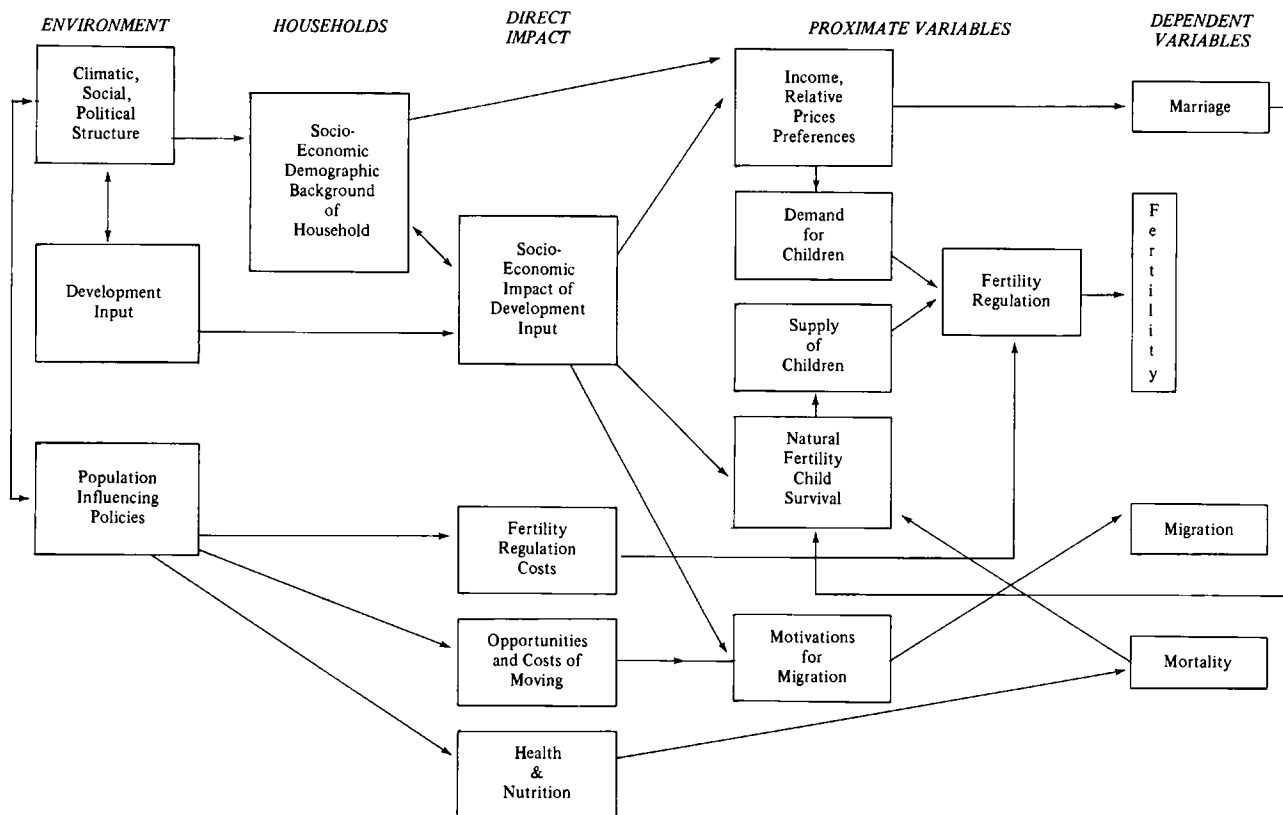 ENVIRONMENT
HOUSEHOLDS
DIRECT
IMPACT
PROXIMATE VARIABLES
DEPENDENT
VARIABLES
Climatic,
Social,
Political
Structure
Development
Input
Population
Influencing
Policies
Socio-
Economic
Demographic
Background
of
Household
Socio-
Economic
Impact of
Development
Input
Fertility
Regulation
Costs
Opportunities
and Costs of
Moving
Health
&
Nutrition
Income,
Relative
Prices
Preferences
Demand
for
Children
Supply
of
Children
Natural
Fertility
Child
Survival
Motivations
for
Migration
Fertility
Regulation
Marriage
Fertility
Migration
Mortality